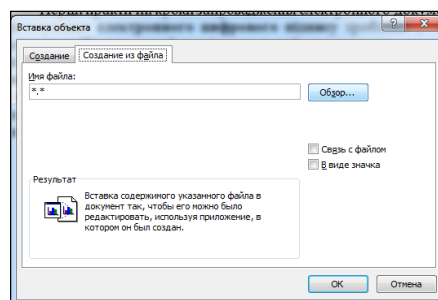 Вставка объекта
Создание
Создание из файла
Имя файла:
*.*
Обзор...
Связь с файлом
В виде значка
Результат
Вставка содержимого указанного файла в
документ так, чтобы его можно было
редактировать, используя приложение, в
котором он был создан.
ОК
Отмена